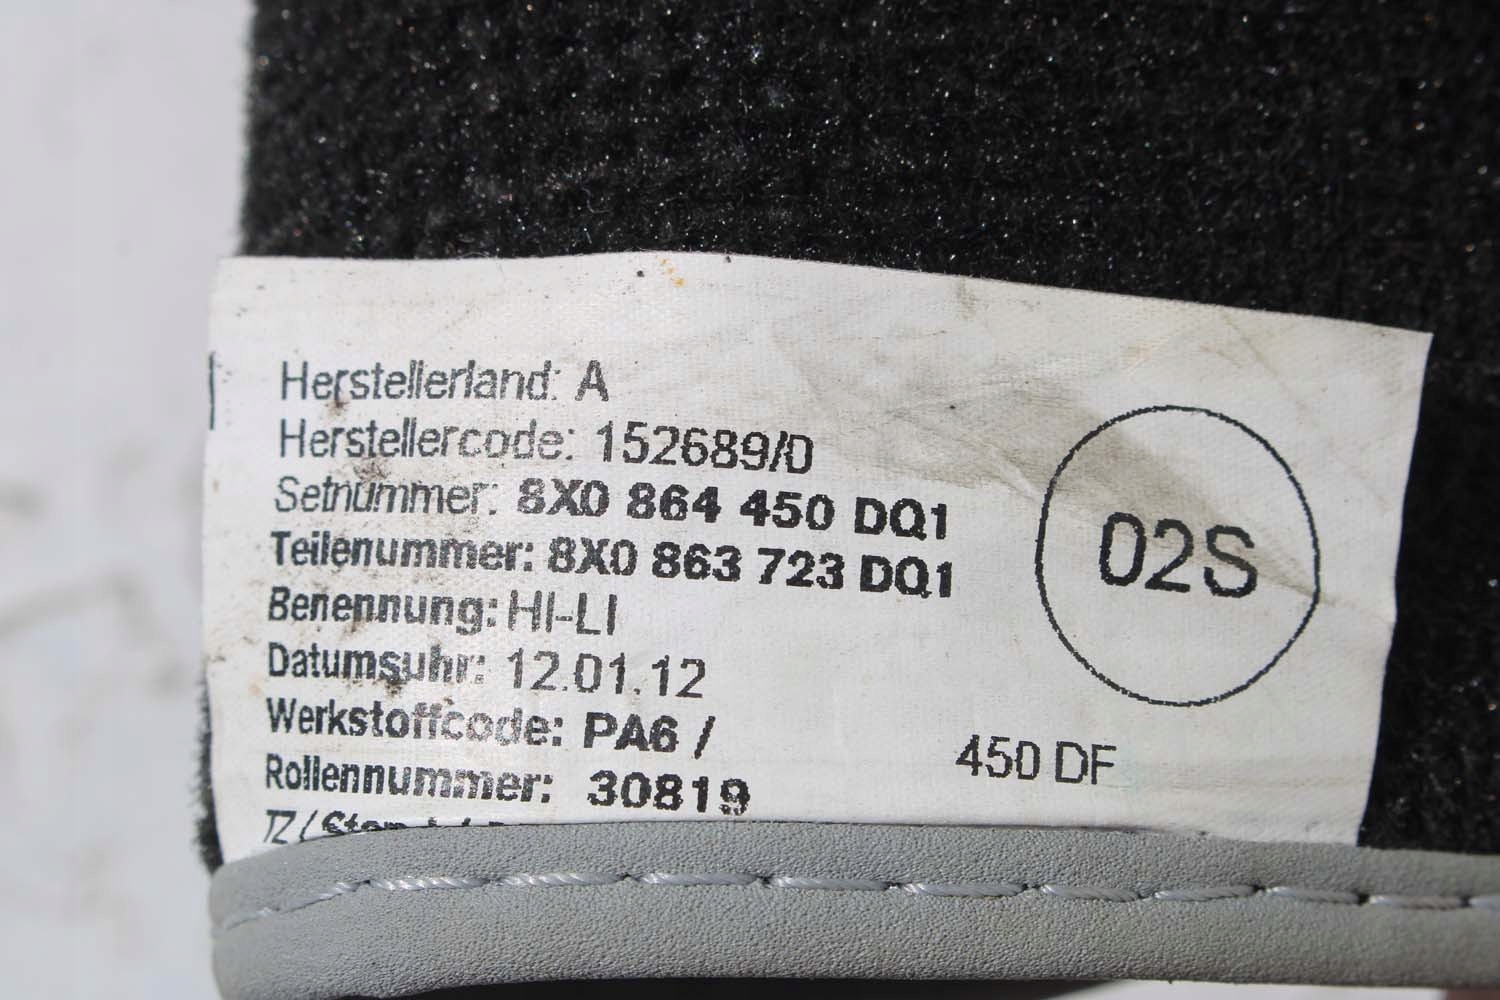 Herstellerland: A
Herstellercode: 152689/D
Setnummer: 8X0 864 450 DQ1
Teilenummer: 8X0 863 723 DQ1
Benennung: HI-LI
Datumsuhr: 12.01.12
Werkstoffcode: PA6 /
Rollennummer: 30819
TZ /
02S
450 DF